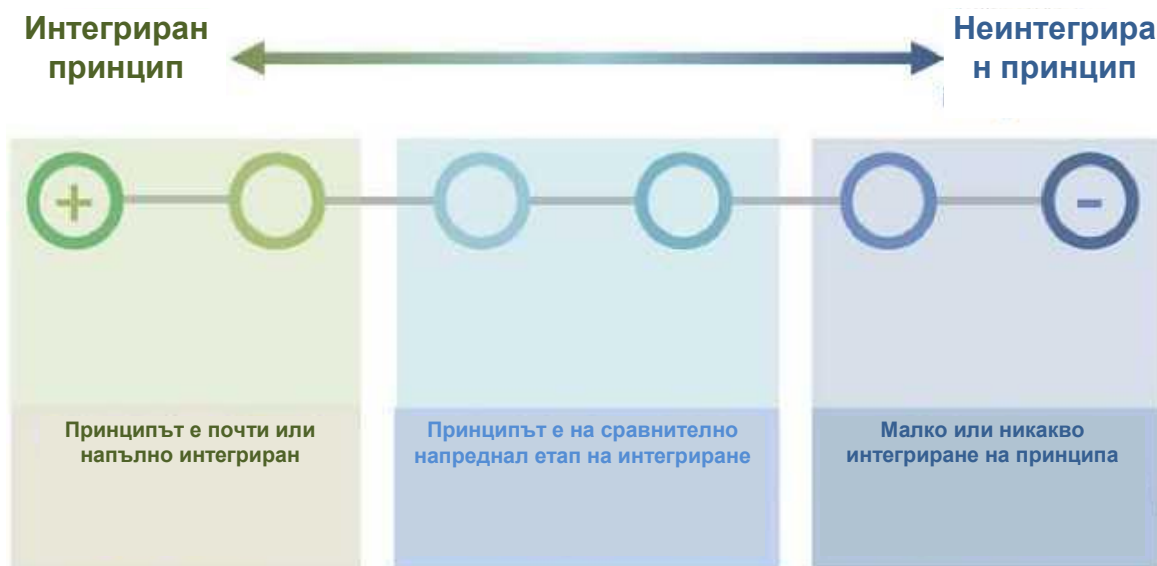 Интегриран
принцип
Неинтегрира
н принцип
+
-
Принципът е почти или
напълно интегриран
Принципът е на сравнително
напреднал етап на интегриране
Малко или никакво
интегриране на принципа